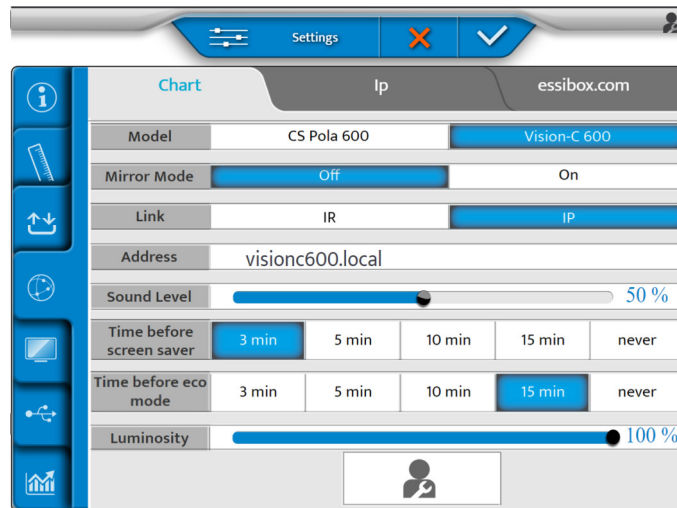 Settings
Chart Ip essibox.com
Model CS Pola 600 Vision-C 600
Mirror Mode Off On
Link IR IP
Address visionc600.local
Sound Level 50 %
Time before
screen saver 3 min 5 min 10 min 15 min never
Time before eco
mode 3 min 5 min 10 min 15 min never
Luminosity 100 %